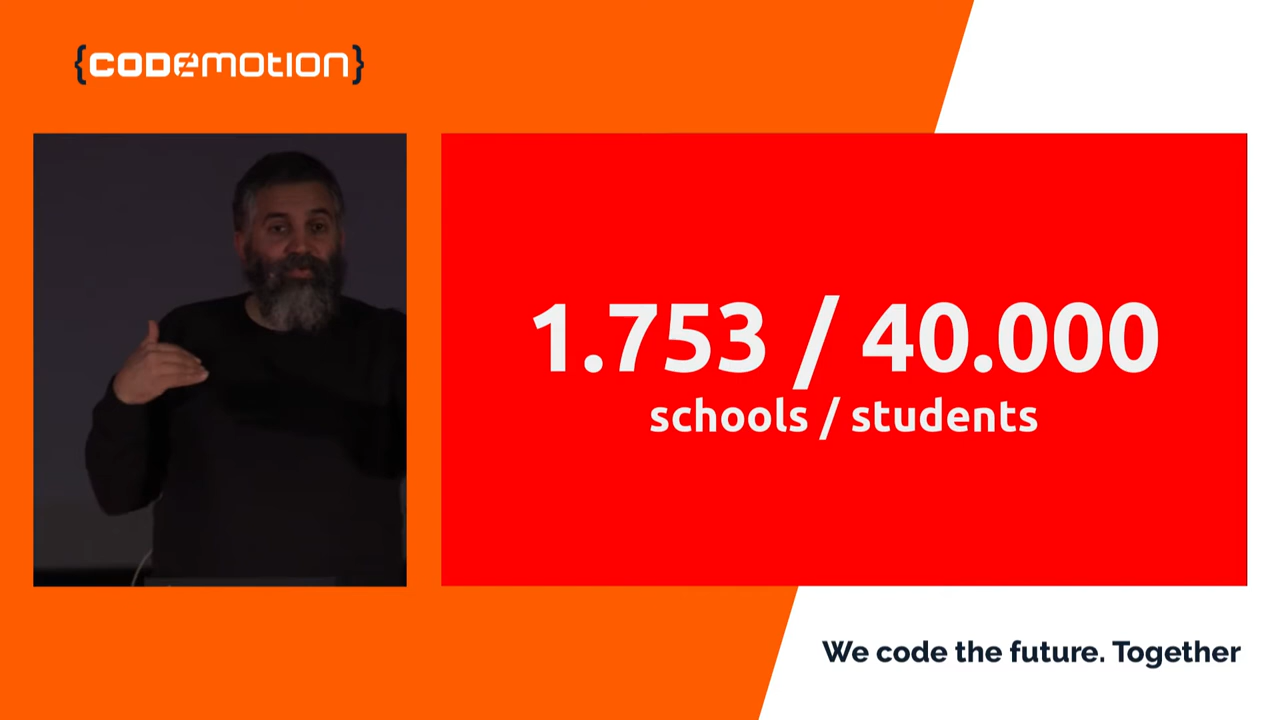 {CODEMOTION}
1.753 / 40.000
schools / students
We code the future. Together